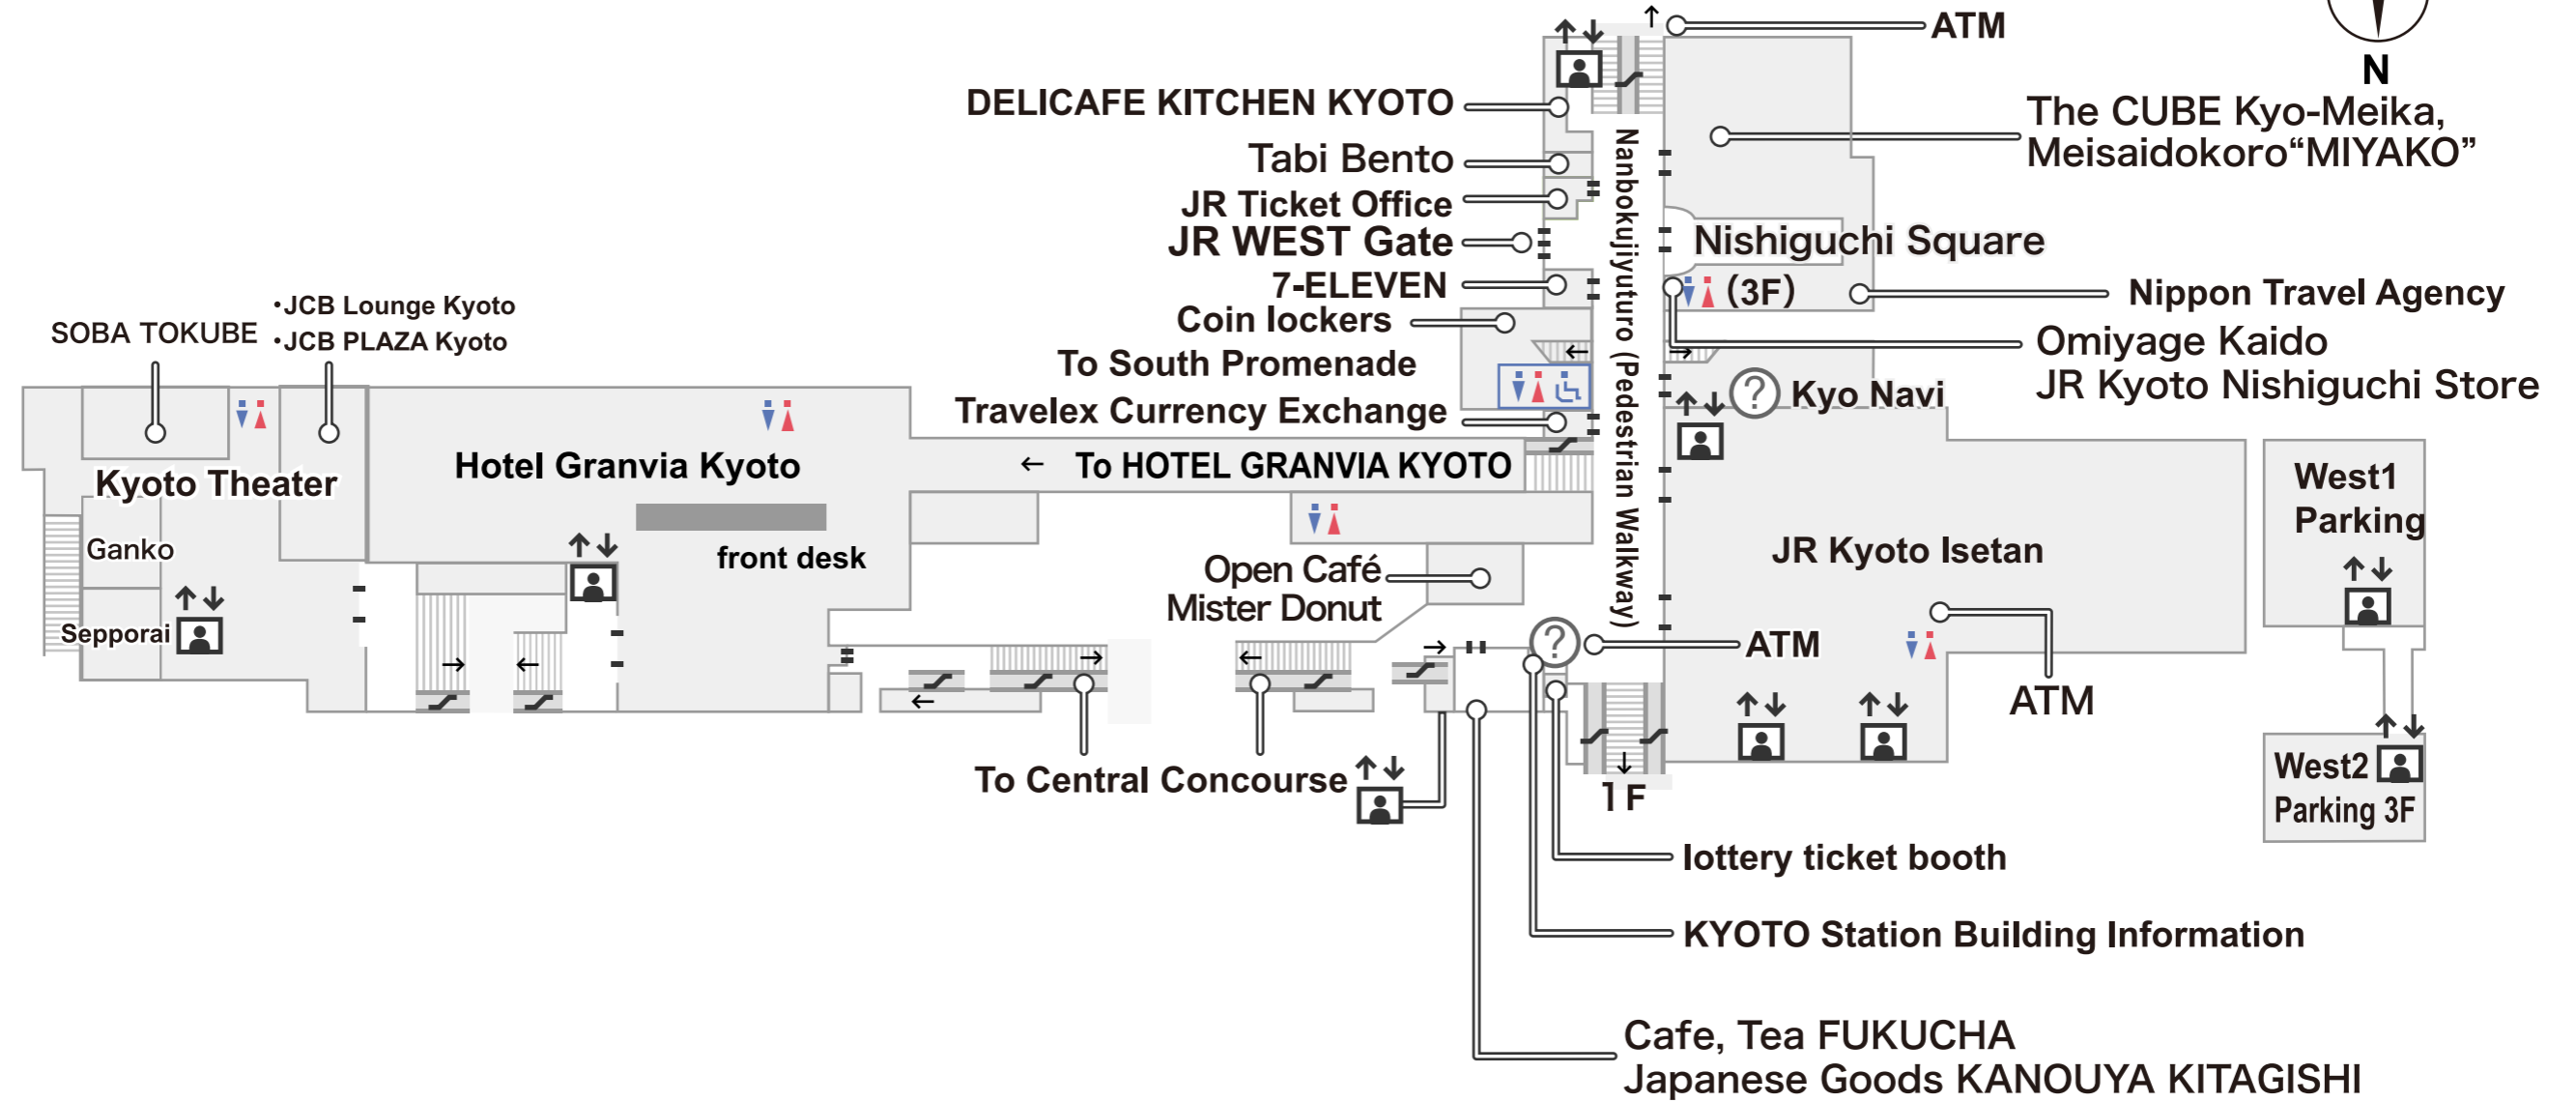 ATM
N
DELICAFE KITCHEN KYOTO
The CUBE Kyo-Meika,
Meisaidokoro“MIYAKO”
Tabi Bento
JR Ticket Office
JR WEST Gate
Nishiguchi Square
7-ELEVEN
(3F)
Nippon Travel Agency
Coin lockers
Omiyage Kaido
JR Kyoto Nishiguchi Store
To South Promenade
Travelex Currency Exchange
Kyo Navi
Nanbokujiyuturo (Pedestrian Walkway)
•JCB Lounge Kyoto
•JCB PLAZA Kyoto
SOBA TOKUBE
Kyoto Theater
Hotel Granvia Kyoto
← To HOTEL GRANVIA KYOTO
front desk
Ganko
Sepporai
JR Kyoto Isetan
West1
Parking
Open Café
Mister Donut
?
?
ATM
ATM
To Central Concourse
1F
West2
Parking 3F
lottery ticket booth
KYOTO Station Building Information
Cafe, Tea FUKUCHA
Japanese Goods KANOUYA KITAGISHI